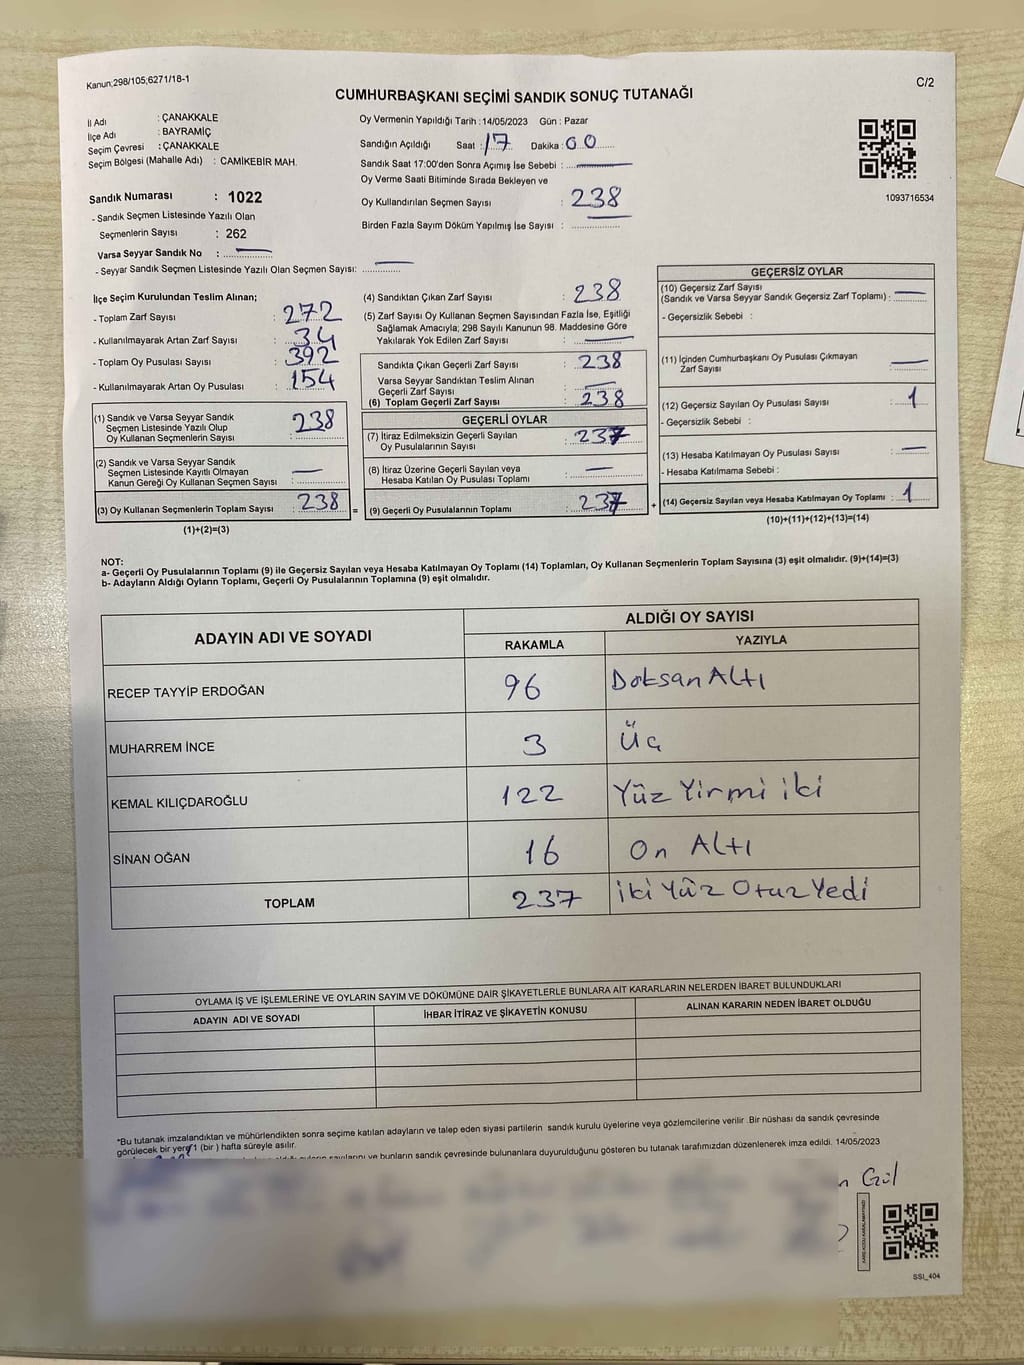 Kanun;298/105;6271/18-1
C/2
CUMHURBAŞKANI SEÇİMİ SANDIK SONUÇ TUTANAĞI
İl Adı : ÇANAKKALE
İlçe Adı : BAYRAMİÇ
Seçim Çevresi : ÇANAKKALE
Seçim Bölgesi (Mahalle Adı) : CAMİKEBİR MAH.
Sandık Numarası : 1022
- Sandık Seçmen Listesinde Yazılı Olan
Seçmenlerin Sayısı : 262
Varsa Seyyar Sandık No :
- Seyyar Sandık Seçmen Listesinde Yazılı Olan Seçmen Sayısı:
Oy Vermenin Yapıldığı Tarih : 14/05/2023 Gün : Pazar
Sandığın Açıldığı Saat : 17 Dakika : 00
Sandık Saat 17:00'den Sonra Açımış İse Sebebi :
Oy Verme Saati Bitiminde Sırada Bekleyen ve
Oy Kullandırılan Seçmen Sayısı : 238
Birden Fazla Sayım Döküm Yapılmış İse Sayısı :
1093716534
İlçe Seçim Kurulundan Teslim Alınan;
- Toplam Zarf Sayısı : 272
- Kullanılmayarak Artan Zarf Sayısı : 34
- Toplam Oy Pusulası Sayısı : 392
- Kullanılmayarak Artan Oy Pusulası : 154
(1) Sandık ve Varsa Seyyar Sandık
Seçmen Listesinde Yazılı Olup
Oy Kullanan Seçmenlerin Sayısı : 238
(2) Sandık ve Varsa Seyyar Sandık
Seçmen Listesinde Kayıtlı Olmayan
Kanun Gereği Oy Kullanan Seçmen Sayısı :
(3) Oy Kullanan Seçmenlerin Toplam Sayısı : 238
(1)+(2)=(3)
=
(4) Sandıktan Çıkan Zarf Sayısı : 238
(5) Zarf Sayısı Oy Kullanan Seçmen Sayısından Fazla İse, Eşitliği
Sağlamak Amacıyla; 298 Sayılı Kanunun 98. Maddesine Göre
Yakılarak Yok Edilen Zarf Sayısı :
Sandıkta Çıkan Geçerli Zarf Sayısı : 238
Varsa Seyyar Sandıktan Teslim Alınan
Geçerli Zarf Sayısı :
(6) Toplam Geçerli Zarf Sayısı : 238
GEÇERLİ OYLAR
(7) İtiraz Edilmeksizin Geçerli Sayılan
Oy Pusulalarının Sayısı : 237
(8) İtiraz Üzerine Geçerli Sayılan veya
Hesaba Katılan Oy Pusulası Toplamı :
(9) Geçerli Oy Pusulalarının Toplamı : 237
+
GEÇERSİZ OYLAR
(10) Geçersiz Zarf Sayısı
(Sandık ve Varsa Seyyar Sandık Geçersiz Zarf Toplamı) :
- Geçersizlik Sebebi :
(11) İçinden Cumhurbaşkanı Oy Pusulası Çıkmayan
Zarf Sayısı :
(12) Geçersiz Sayılan Oy Pusulası Sayısı : 1
- Geçersizlik Sebebi :
(13) Hesaba Katılmayan Oy Pusulası Sayısı :
- Hesaba Katılmama Sebebi :
(14) Geçersiz Sayılan veya Hesaba Katılmayan Oy Toplamı : 1
(10)+(11)+(12)+(13)=(14)
NOT:
a- Geçerli Oy Pusulalarının Toplamı (9) ile Geçersiz Sayılan veya Hesaba Katılmayan Oy Toplamı (14) Toplamları, Oy Kullanan Seçmenlerin Toplam Sayısına (3) eşit olmalıdır. (9)+(14)=(3)
b- Adayların Aldığı Oyların Toplamı, Geçerli Oy Pusulalarının Toplamına (9) eşit olmalıdır.
ADAYIN ADI VE SOYADI
ALDIĞI OY SAYISI
RAKAMLA YAZIYLA
RECEP TAYYİP ERDOĞAN 96 Doksan Altı
MUHARREM İNCE 3 Üç
KEMAL KILIÇDAROĞLU 122 Yüz Yirmi iki
SİNAN OĞAN 16 On Altı
TOPLAM 237 iki Yüz Otuz Yedi
OYLAMA İŞ VE İŞLEMLERİNE VE OYLARIN SAYIM VE DÖKÜMÜNE DAİR ŞİKAYETLERLE BUNLARA AİT KARARLARIN NELERDEN İBARET BULUNDUKLARI
ADAYIN ADI VE SOYADI İHBAR İTİRAZ VE ŞİKAYETİN KONUSU ALINAN KARARIN NEDEN İBARET OLDUĞU
*Bu tutanak imzalandıktan ve mühürlendikten sonra seçime katılan adayların ve talep eden siyasi partilerin sandık kurulu üyelerine veya gözlemcilerine verilir .Bir nüshası da sandık çevresinde
görülecek bir yere 1 (bir ) hafta süreyle asılır.
sayılarını ve bunların sandık çevresinde bulunanlara duyurulduğunu gösteren bu tutanak tarafımızdan düzenlenerek imza edildi. 14/05/2023
n Gül
SSI_404